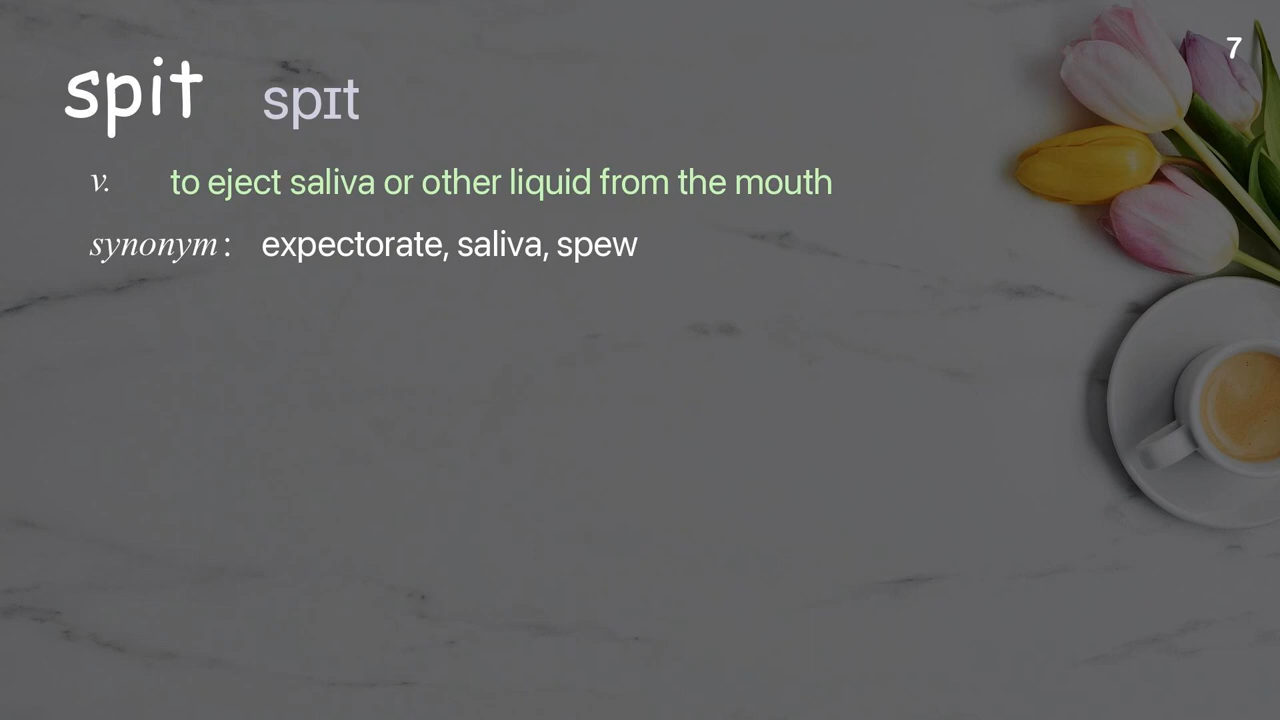 7
spit spɪt
v. to eject saliva or other liquid from the mouth
synonym : expectorate, saliva, spew